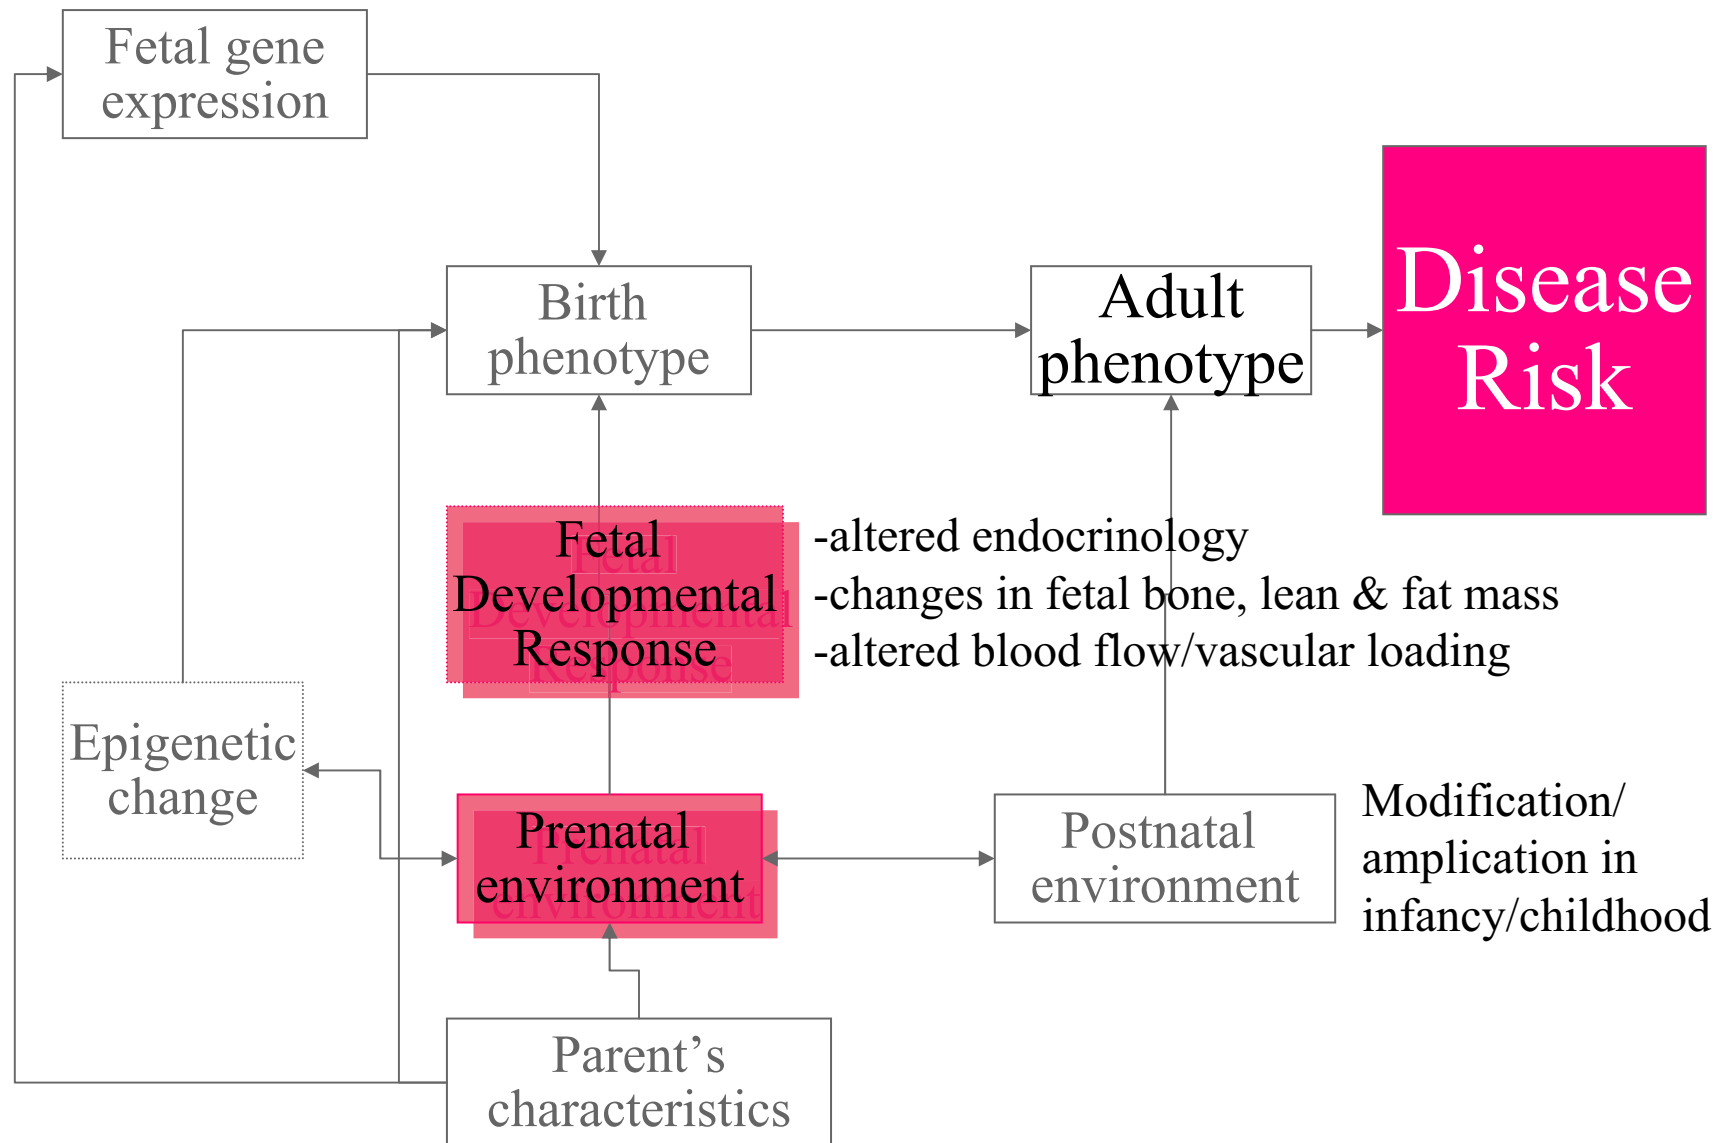 Fetal gene
expression
Birth
phenotype
Adult
phenotype
Disease
Risk
Fetal
Developmental
Response
-altered endocrinology
-changes in fetal bone, lean & fat mass
-altered blood flow/vascular loading
Epigenetic
change
Prenatal
environment
Postnatal
environment
Modification/
amplication in
infancy/childhood
Parent’s
characteristics